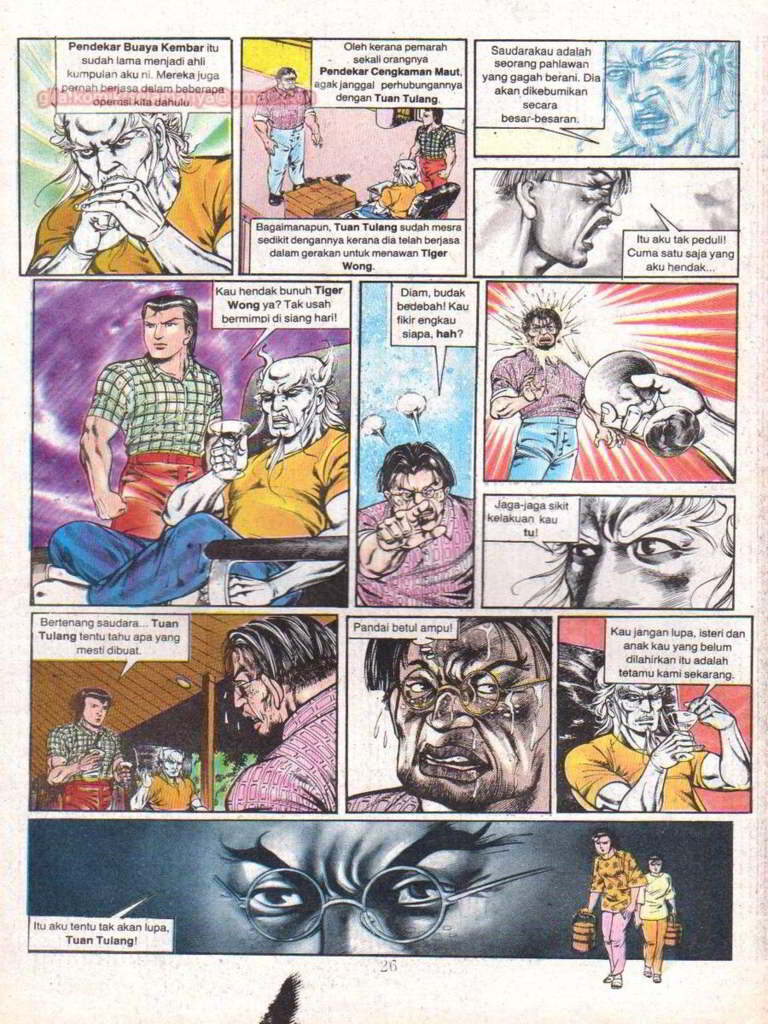 Pendekar Buaya Kembar itu
sudah lama menjadi ahli
kumpulan aku ni. Mereka juga
pernah berjasa dalam beberapa
operasi kita dahulu.
Oleh kerana pemarah
sekali orangnya
Pendekar Cengkaman Maut,
agak janggal perhubungannya
dengan Tuan Tulang.
Bagaimanapun, Tuan Tulang sudah mesra
sedikit dengannya kerana dia telah berjasa
dalam gerakan untuk menawan Tiger
Wong.
Saudarakau adalah
seorang pahlawan
yang gagah berani. Dia
akan dikebumikan
secara
besar-besaran.
Itu aku tak peduli!
Cuma satu saja yang
aku hendak...
Kau hendak bunuh Tiger
Wong ya? Tak usah
bermimpi di siang hari!
Diam, budak
bedebah! Kau
fikir engkau
siapa, hah?
Jaga-jaga sikit
kelakuan kau
tu!
Bertenang saudara... Tuan
Tulang tentu tahu apa yang
mesti dibuat.
Pandai betul ampu!
Kau jangan lupa, isteri dan
anak kau yang belum
dilahirkan itu adalah
tetamu kami sekarang.
Itu aku tentu tak akan lupa,
Tuan Tulang!
26